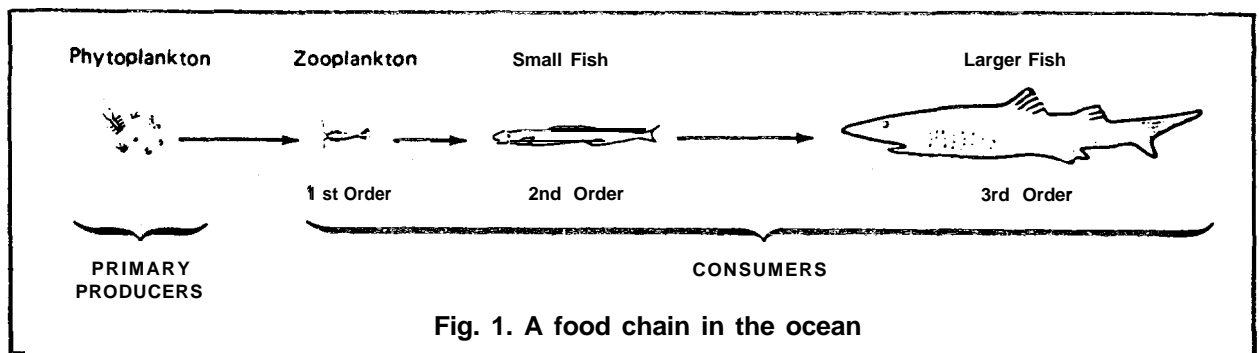 Phytoplankton Zooplankton Small Fish Larger Fish
1 st Order 2nd Order 3rd Order
PRIMARY
PRODUCERS
CONSUMERS
Fig. 1. A food chain in the ocean